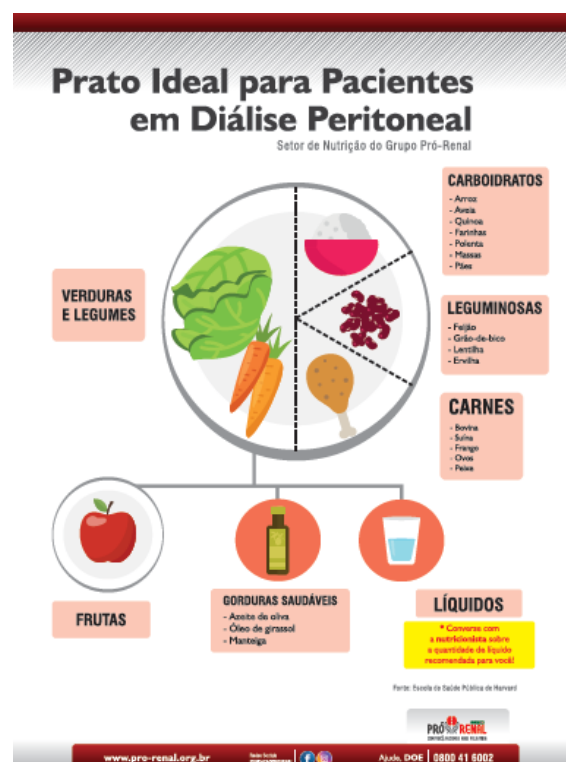 Prato Ideal para Pacientes
em Diálise Peritoneal
Setor de Nutrição do Grupo Pró-Renal
CARBOIDRATOS
- Arroz
- Aveia
- Quinoa
- Farinhas
- Polenta
- Massas
- Pães
VERDURAS
E LEGUMES
LEGUMINOSAS
- Feijão
- Grão-de-bico
- Lentilha
- Ervilha
CARNES
- Bovina
- Suína
- Frango
- Ovos
- Peixe
FRUTAS
GORDURAS SAUDÁVEIS
- Azeite de oliva
- Óleo de girassol
- Manteiga
LÍQUIDOS
* Converse com
a nutricionista sobre
a quantidade de líquido
recomendada para você!
Fonte: Escola de Saúde Pública de Harvard
PRÓ RENAL
www.pro-renal.org.br
Redes Sociais
Ajude, DOE
0800 41 6002